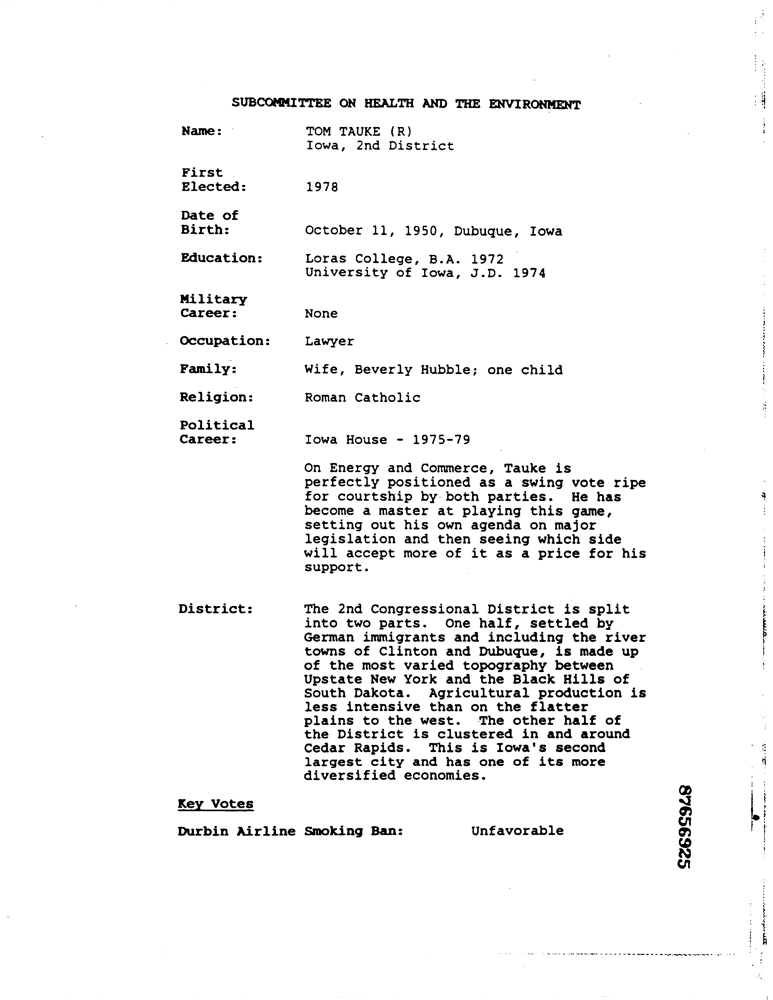 SUBCOMMITTEE ON HEALTH AND THE ENVIRONMENT
Name: TOM TAUKE (R)
Iowa, 2nd District
First
Elected: 1978
Date of
Birth: October 11, 1950, Dubuque, Iowa
Education: Loras College, B.A. 1972
University of Iowa, J.D. 1974
Military
Career: None
Occupation: Lawyer
Family: Wife, Beverly Hubble; one child
Religion: Roman Catholic
Political
Career: Iowa House - 1975-79
On Energy and Commerce, Tauke is
perfectly positioned as a swing vote ripe
for courtship by both parties. He has
become a master at playing this game,
setting out his own agenda on major
legislation and then seeing which side
will accept more of it as a price for his
support.
District: The 2nd Congressional District is split
into two parts. One half, settled by
German immigrants and including the river
towns of Clinton and Dubuque, is made up
of the most varied topography between
Upstate New York and the Black Hills of
South Dakota. Agricultural production is
less intensive than on the flatter
plains to the west. The other half of
the District is clustered in and around
Cedar Rapids. This is Iowa's second
largest city and has one of its more
diversified economies.
Key Votes
Durbin Airline Smoking Ban: Unfavorable
87656925